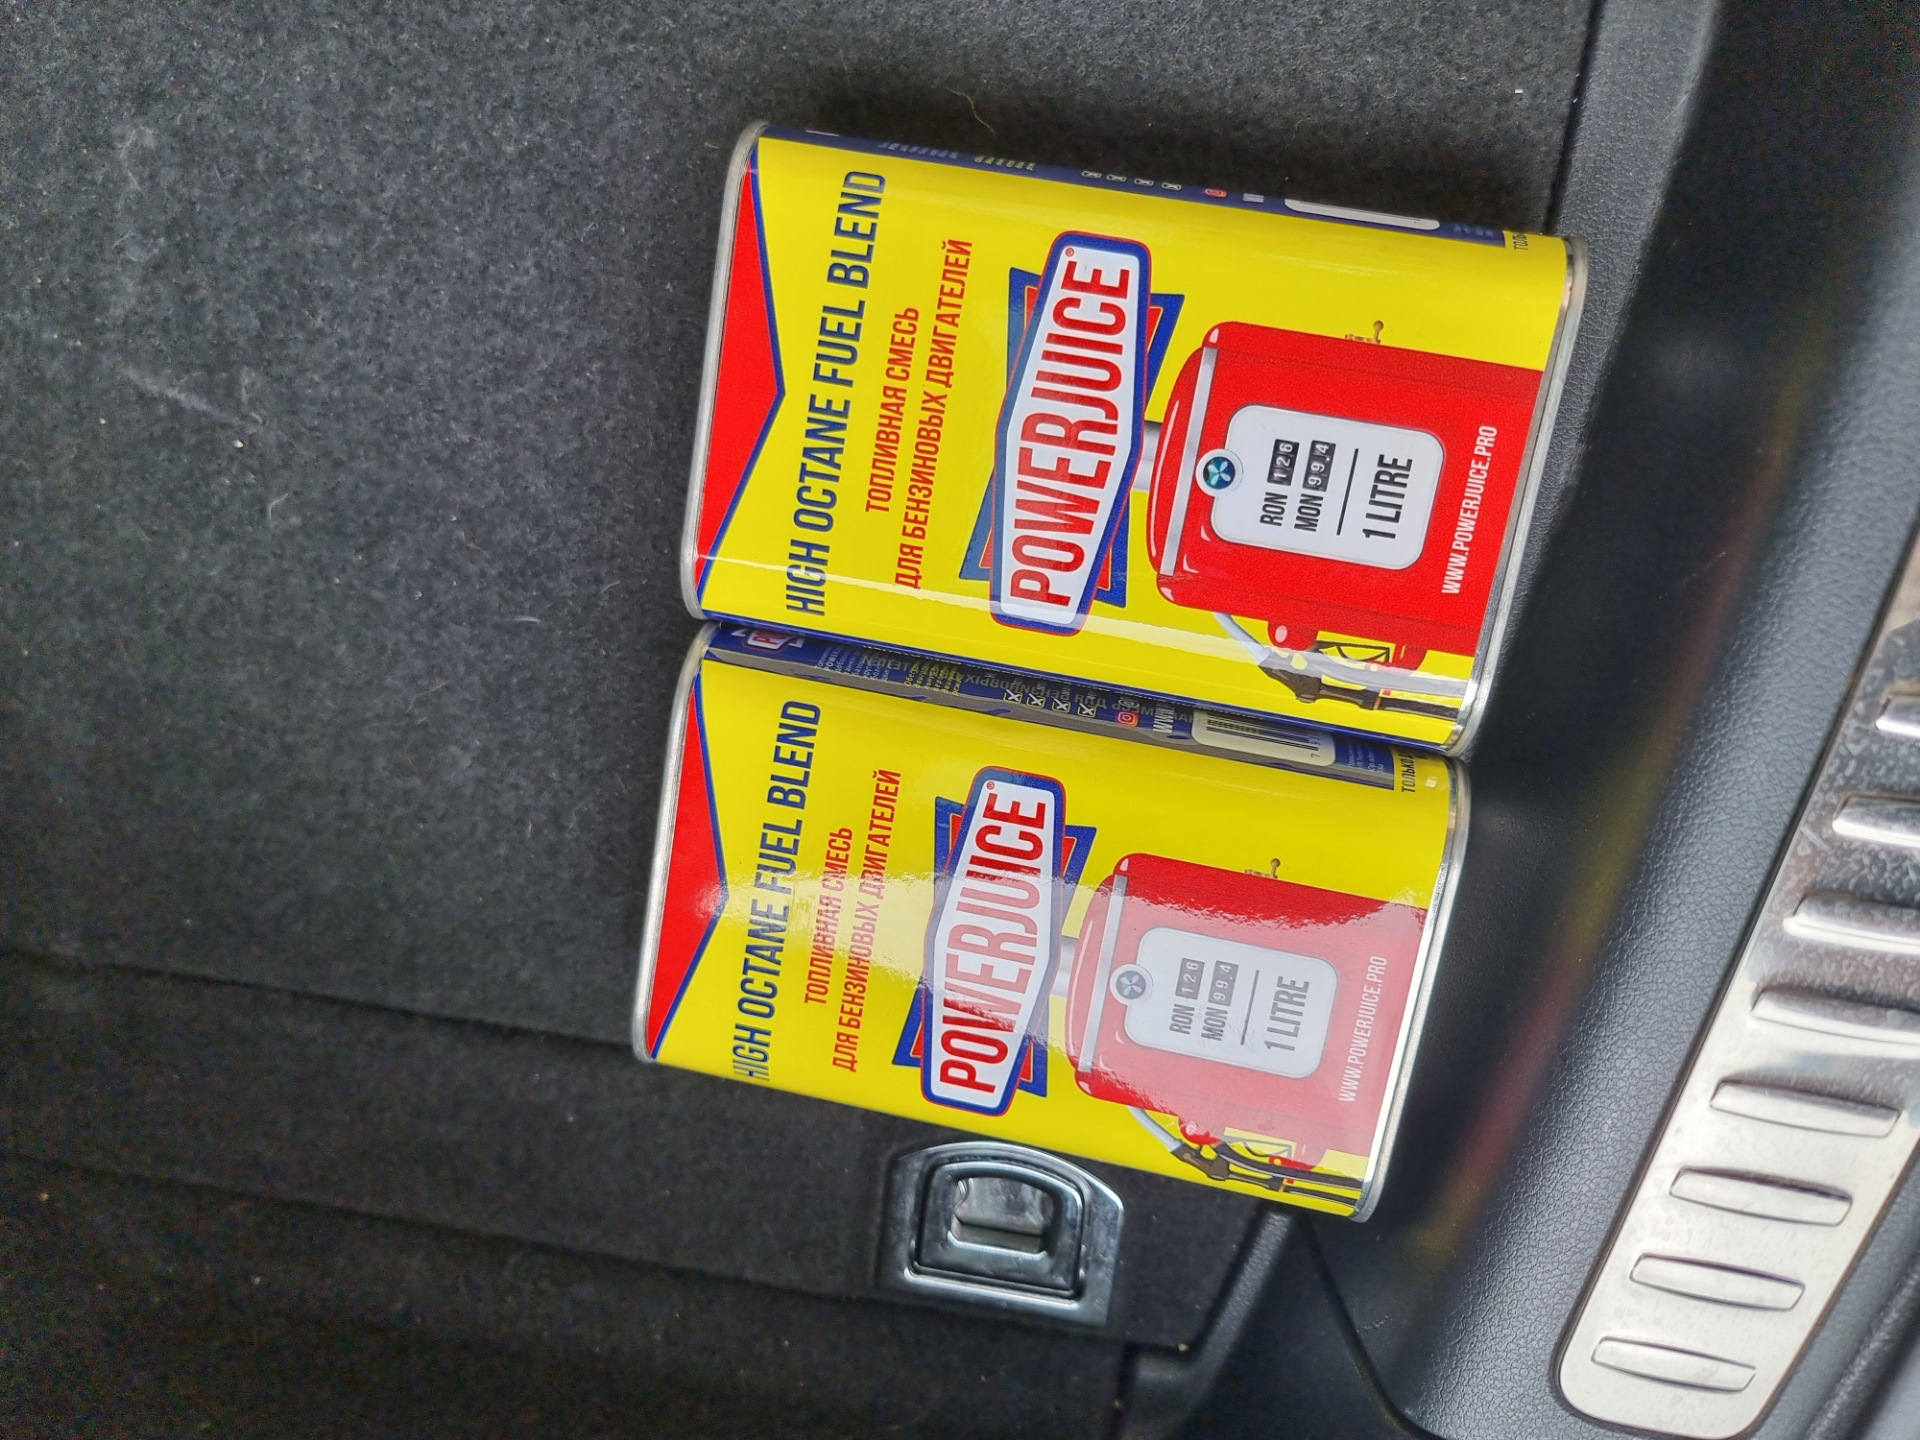 HIGH OCTANE FUEL BLEND
ТОПЛИВНАЯ СМЕСЬ
ДЛЯ БЕНЗИНОВЫХ ДВИГАТЕЛЕЙ
POWERJUICE®
RON 126
MON 99.4
1 LITRE
WWW.POWERJUICE.PRO
HIGH OCTANE FUEL BLEND
ТОПЛИВНАЯ СМЕСЬ
ДЛЯ БЕНЗИНОВЫХ ДВИГАТЕЛЕЙ
POWERJUICE®
RON 126
MON 99.4
1 LITRE
WWW.POWERJUICE.PRO
ТОЛЬКО